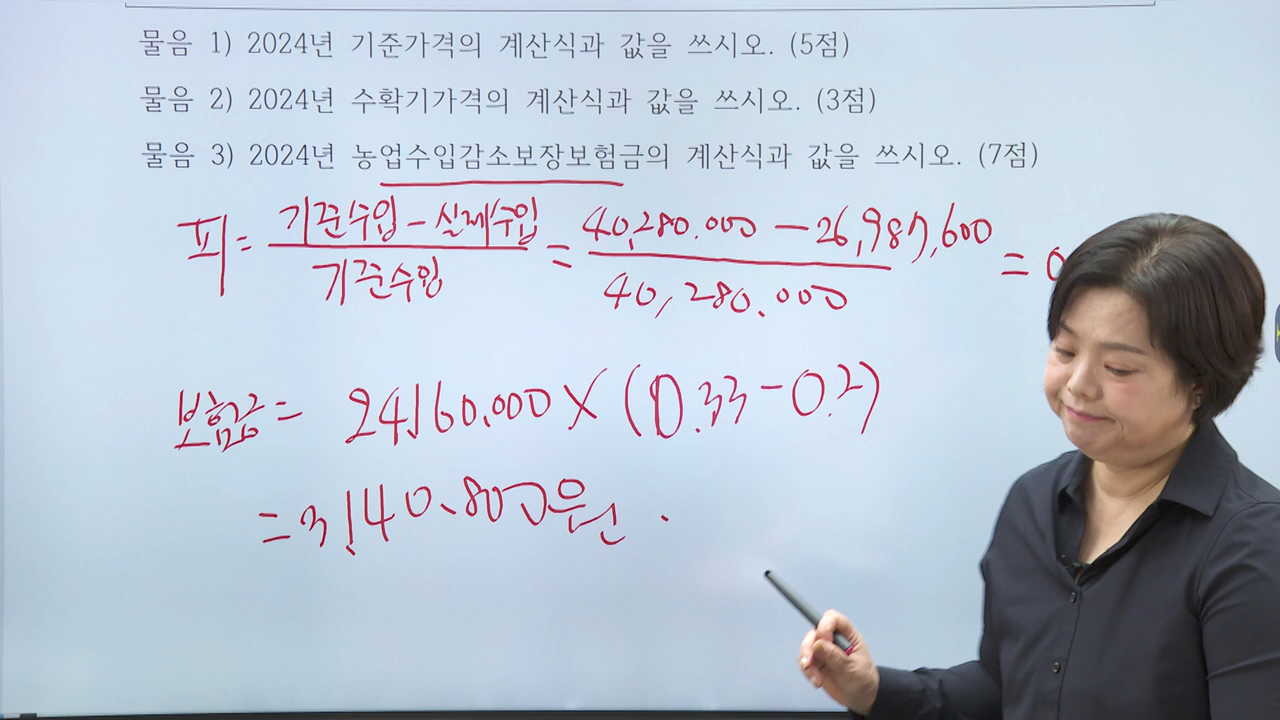 물음 1) 2024년 기준가격의 계산식과 값을 쓰시오. (5점)
물음 2) 2024년 수확기가격의 계산식과 값을 쓰시오. (3점)
물음 3) 2024년 농업수입감소보장보험금의 계산식과 값을 쓰시오. (7점)
피 = 기준수입 - 실제수입 / 기준수입 = 40,280.000 - 26,987,600 / 40,280.000 = 0
보험금 = 24,160.000 × (0.33 - 0.2)
= 3,140.800원.